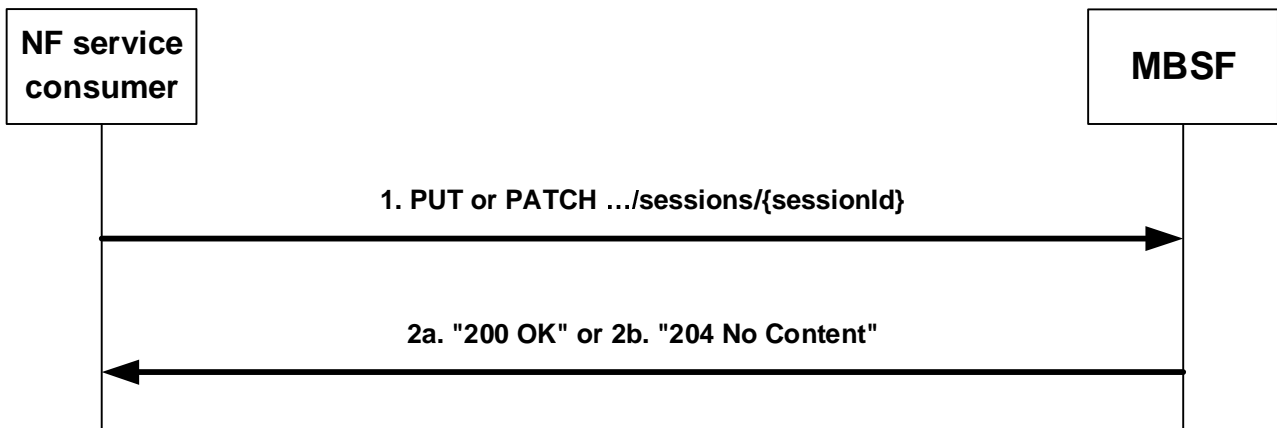 NF service
consumer
MBSF
1. PUT or PATCH …/sessions/{sessionId}
2a. "200 OK" or 2b. "204 No Content"